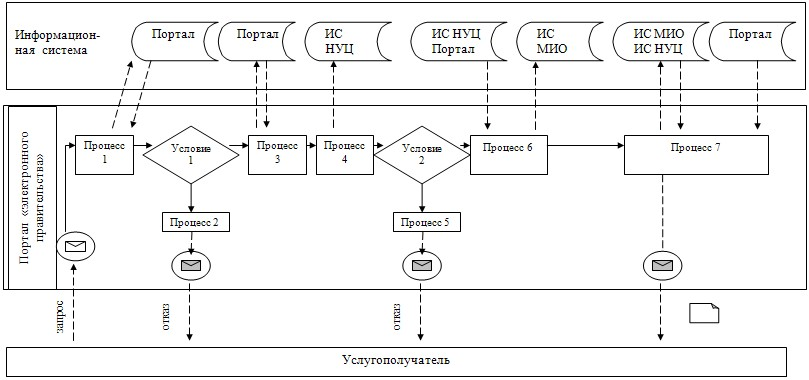 Информацион-
ная система
Портал
Портал
ИС
НУЦ
ИС НУЦ
Портал
ИС
МИО
ИС МИО
ИС НУЦ
Портал
Портал «электронного
правительства»
Процесс
1
Условие
1
Процесс
3
Процесс
4
Условие
2
Процесс 6
Процесс 7
Процесс 2
Процесс 5
запрос
отказ
отказ
Услугополучатель